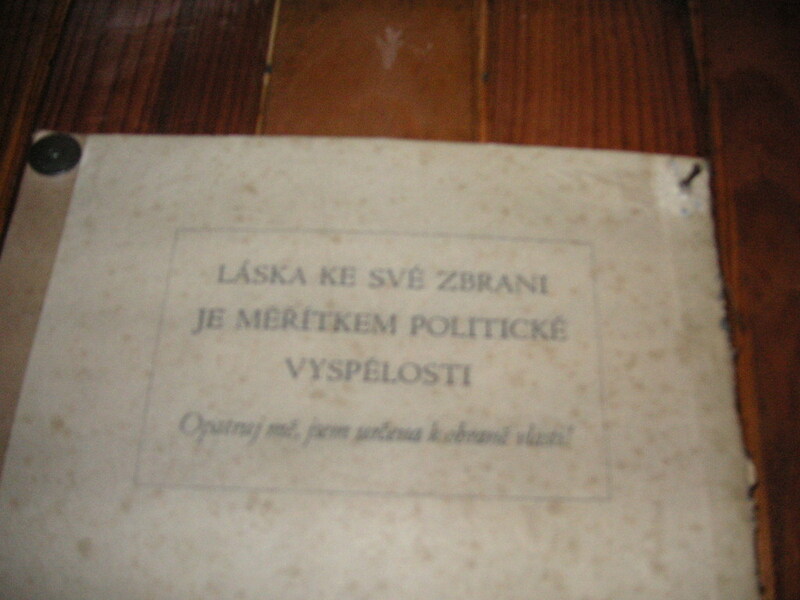 LÁSKA KE SVÉ ZBRANI
JE MĚŘÍTKEM POLITICKÉ
VYSPĚLOSTI
Opatruj mě, jsem určena k obraně vlasti!